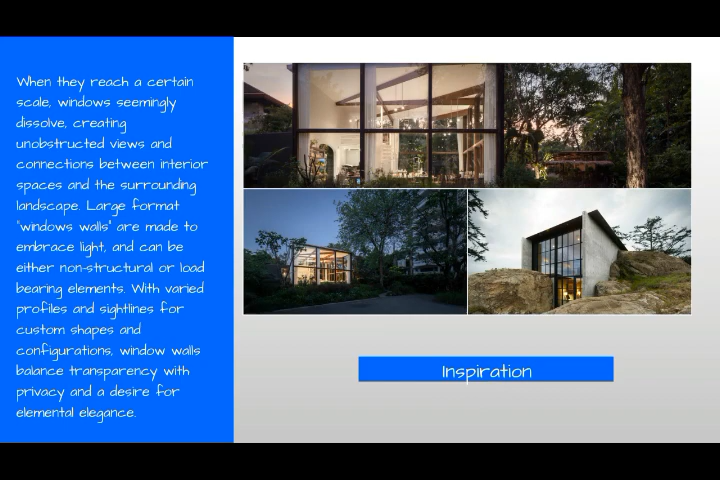 When they reach a certain
scale, windows seemingly
dissolve, creating
unobstructed views and
connections between interior
spaces and the surrounding
landscape. Large format
"windows walls" are made to
embrace light, and can be
either non-structural or load
bearing elements. With varied
profiles and sightlines for
custom shapes and
configurations, window walls
balance transparency with
privacy and a desire for
elemental elegance.
Inspiration